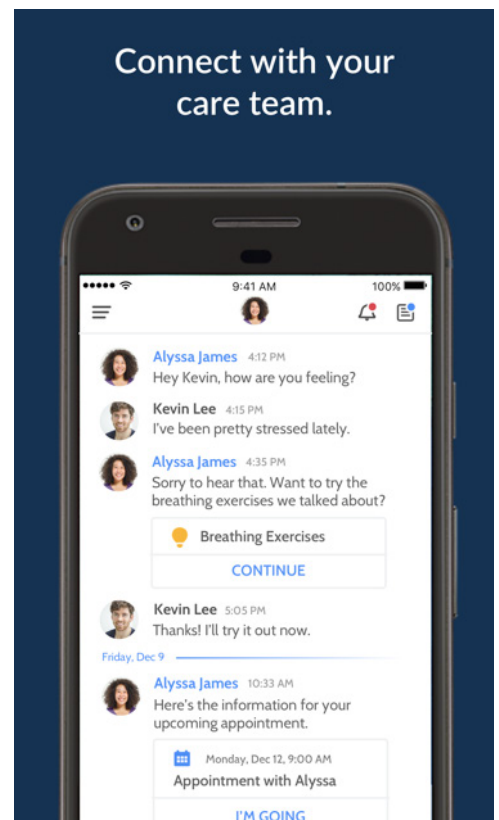 Connect with your
care team.
9:41 AM
100%
Alyssa James 4:12 PM
Hey Kevin, how are you feeling?
Kevin Lee 4:15 PM
I've been pretty stressed lately.
Alyssa James 4:35 PM
Sorry to hear that. Want to try the
breathing exercises we talked about?
Breathing Exercises
CONTINUE
Kevin Lee 5:05 PM
Thanks! I'll try it out now.
Friday, Dec 9
Alyssa James 10:33 AM
Here's the information for your
upcoming appointment.
Monday, Dec 12, 9:00 AM
Appointment with Alyssa
I'M GOING